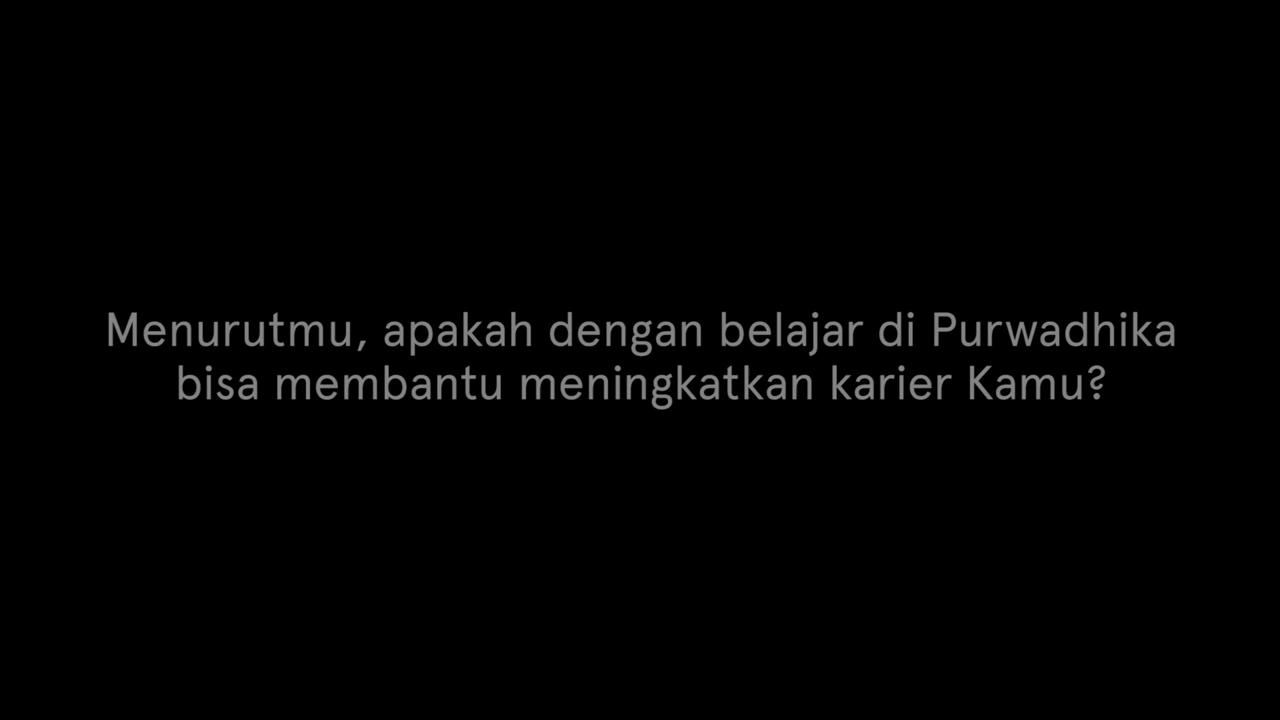 Menurutmu, apakah dengan belajar di Purwadhika
bisa membantu meningkatkan karier Kamu?